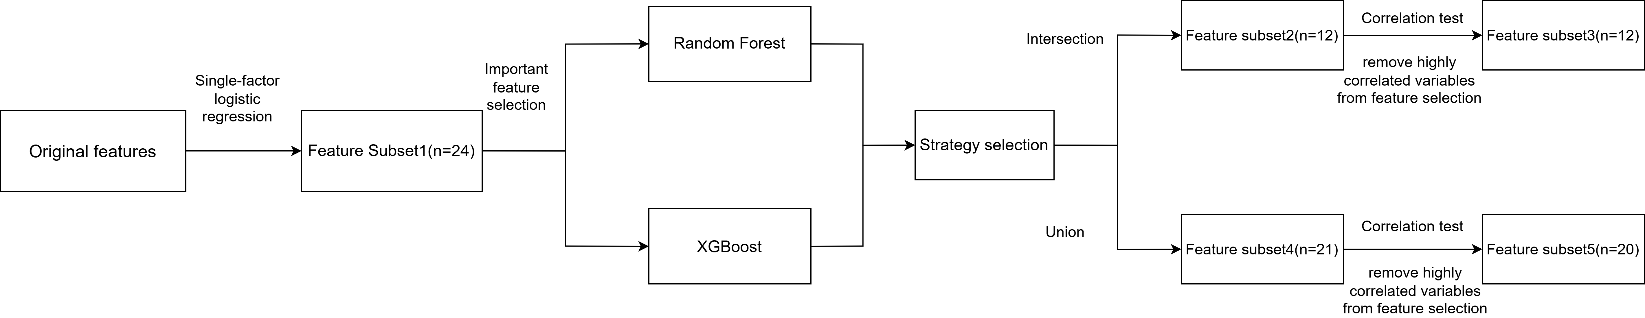 Original features
Single-factor
logistic
regression
Feature Subset1(n=24)
Important
feature
selection
Random Forest
XGBoost
Strategy selection
Intersection
Feature subset2(n=12)
Correlation test
remove highly
correlated variables
from feature selection
Feature subset3(n=12)
Union
Feature subset4(n=21)
Correlation test
remove highly
correlated variables
from feature selection
Feature subset5(n=20)